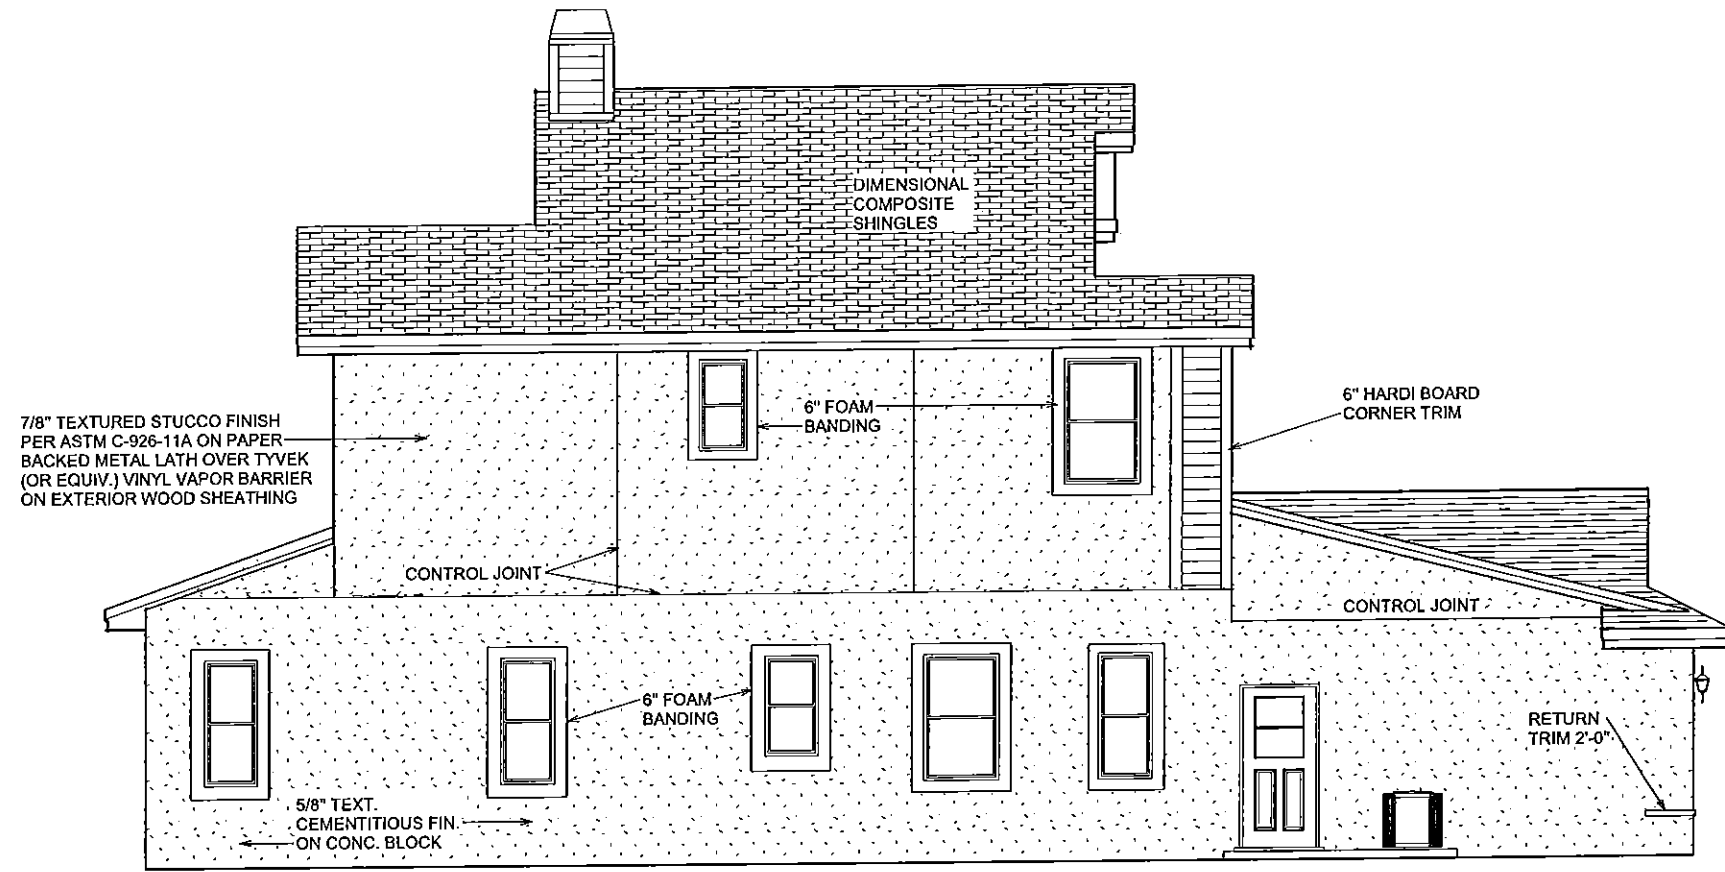 DIMENSIONAL
COMPOSITE
SHINGLES
7/8" TEXTURED STUCCO FINISH
PER ASTM C-926-11A ON PAPER
BACKED METAL LATH OVER TYVEK
(OR EQUIV.) VINYL VAPOR BARRIER
ON EXTERIOR WOOD SHEATHING
6" FOAM
BANDING
6" HARDI BOARD
CORNER TRIM
CONTROL JOINT
CONTROL JOINT
6" FOAM
BANDING
RETURN
TRIM 2'-0"
5/8" TEXT.
CEMENTITIOUS FIN.
ON CONC. BLOCK